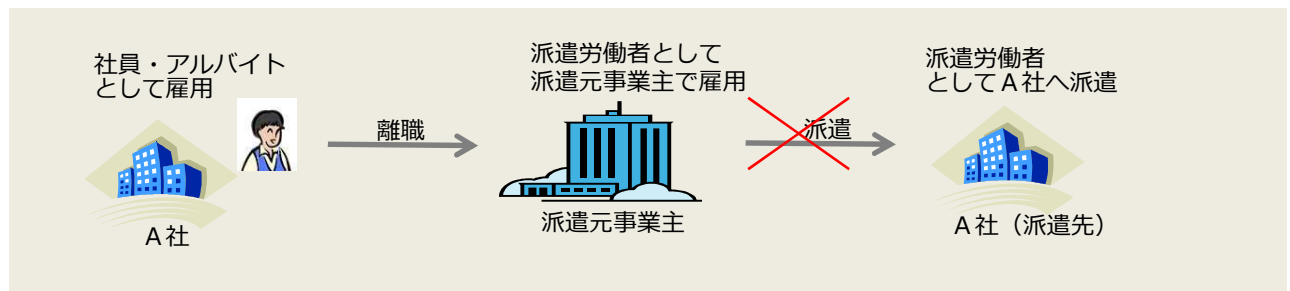 社員・アルバイト
として雇用
A社
離職
派遣労働者として
派遣元事業主で雇用
派遣元事業主
派遣
派遣労働者
としてA社へ派遣
A社（派遣先）